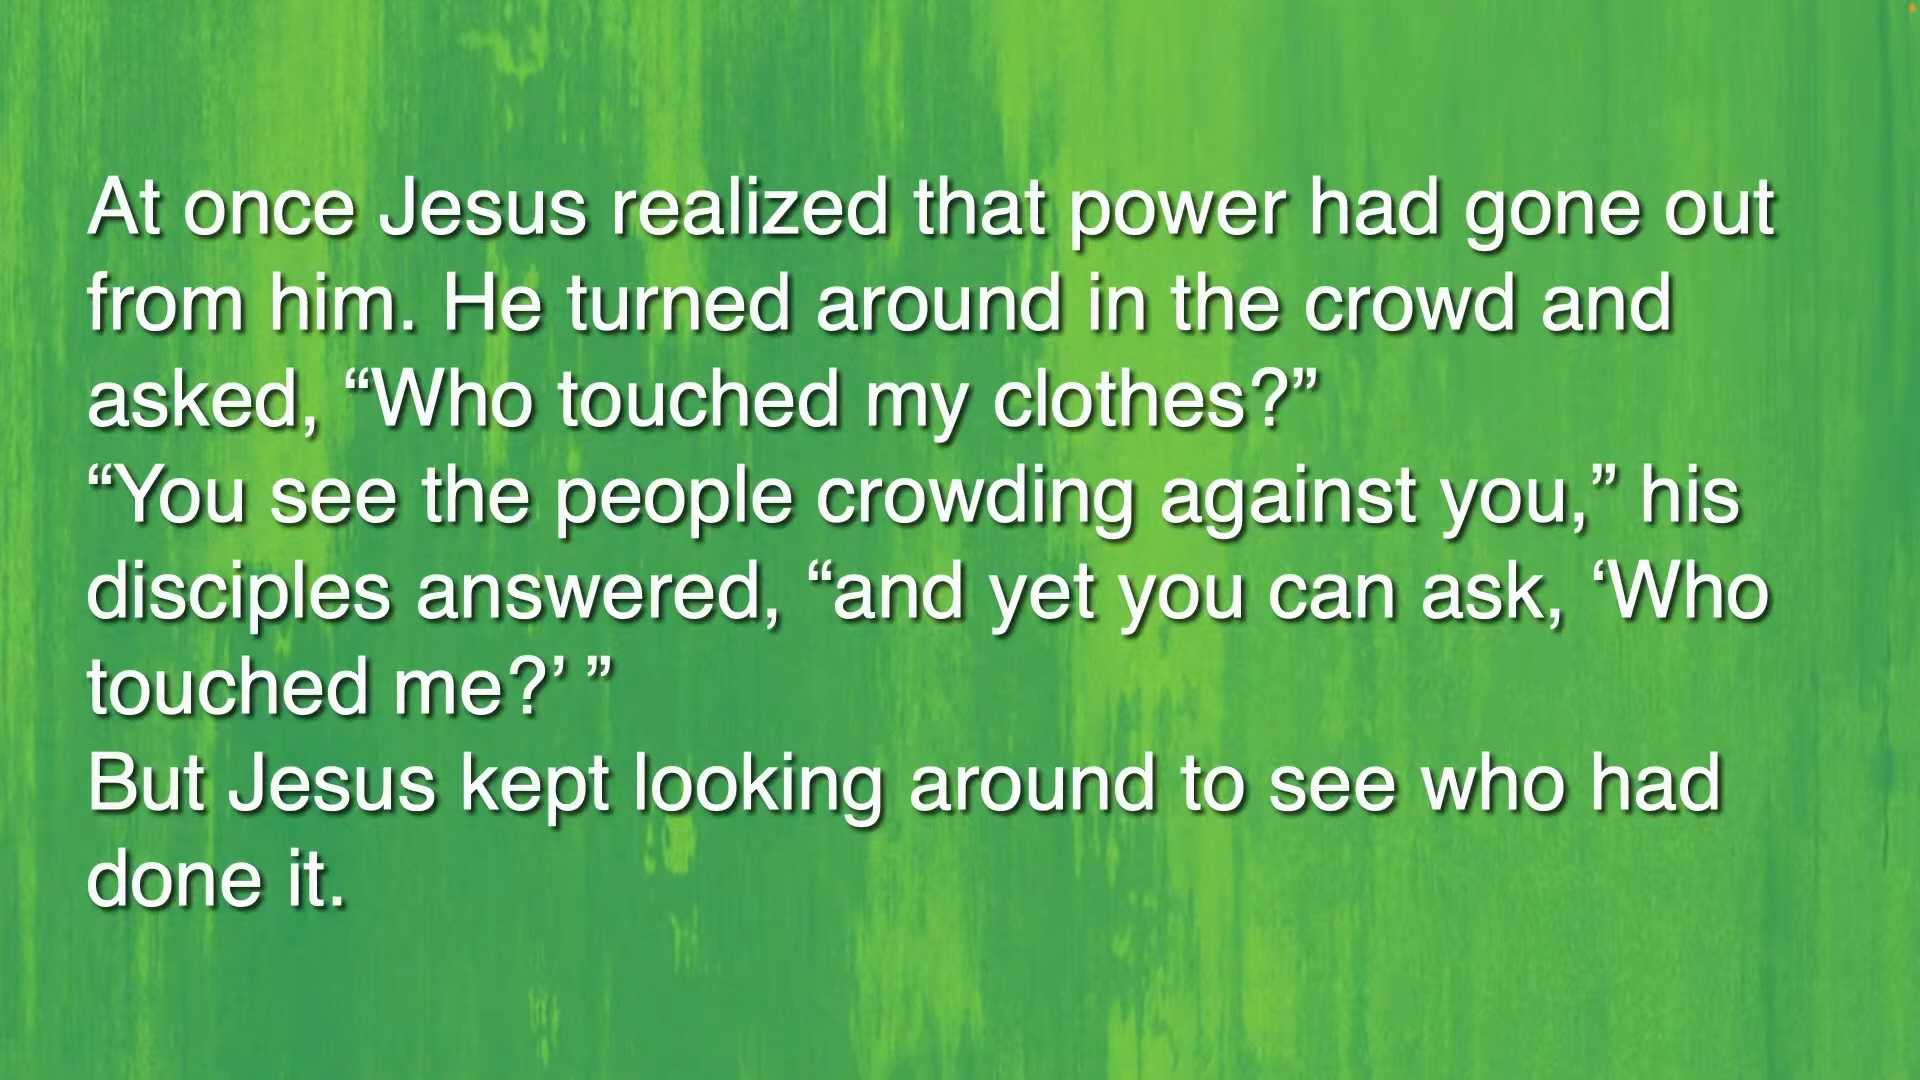 At once Jesus realized that power had gone out
from him. He turned around in the crowd and
asked, “Who touched my clothes?”
“You see the people crowding against you,” his
disciples answered, “and yet you can ask, ‘Who
touched me?’ ”
But Jesus kept looking around to see who had
done it.